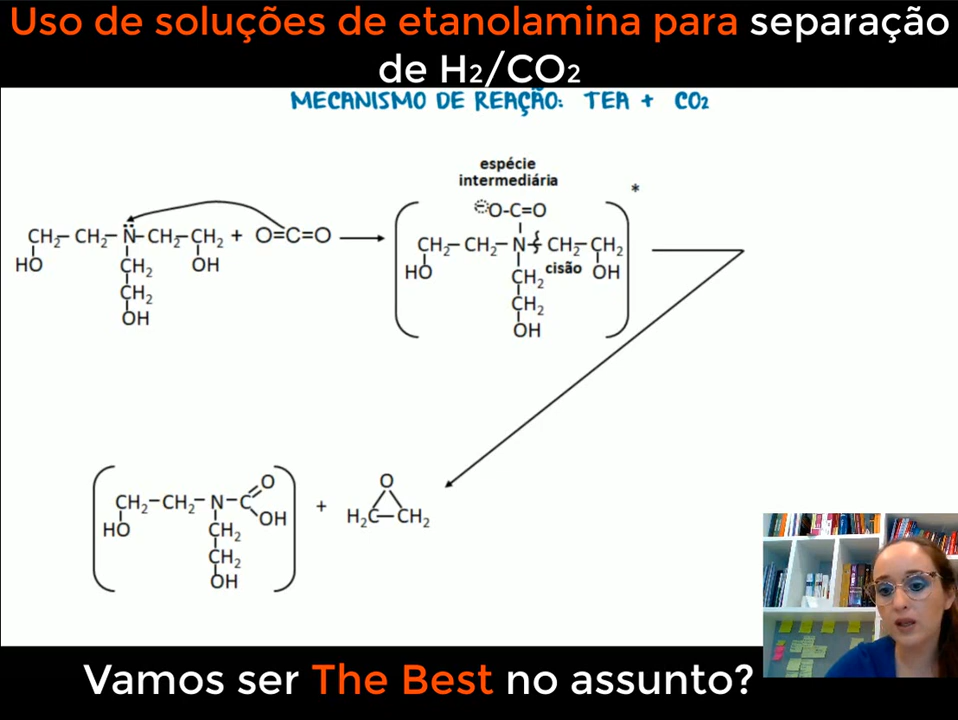 Uso de soluções de etanolamina para separação
de H₂/CO₂
MECANISMO DE REAÇÃO: TEA + CO₂
espécie
intermediária
*
⊖O-C=O
CH₂–CH₂–N̈–CH₂–CH₂ + O=C=O
HO CH₂ OH
CH₂
OH
CH₂–CH₂–N–CH₂–CH₂
HO CH₂ cisão OH
CH₂
OH
O
CH₂–CH₂–N–C
OH
HO CH₂
CH₂
OH
+
O
H₂C–CH₂
Vamos ser The Best no assunto?